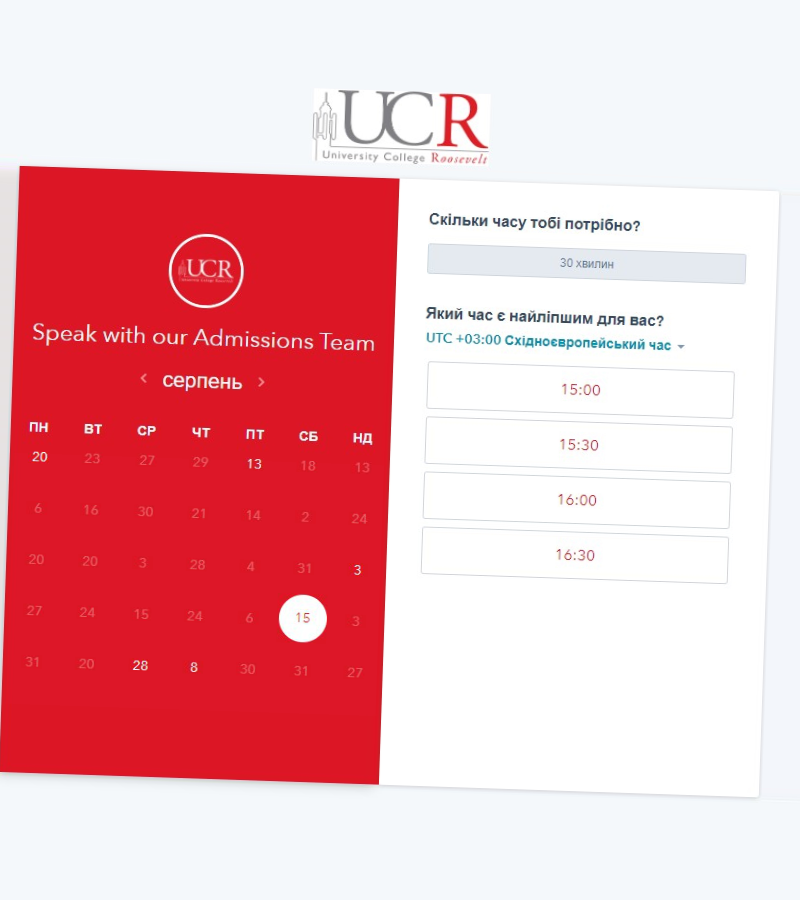 UCR
University College Roosevelt
UCR
Speak with our Admissions Team
серпень
ПН ВТ СР ЧТ ПТ СБ НД
20 23 27 29 13 18 13
6 16 30 21 14 2 24
20 20 3 28 4 31 3
27 24 15 24 6 15 3
31 20 28 8 30 31 27
Скільки часу тобі потрібно?
30 хвилин
Який час є найліпшим для вас?
UTC +03:00 Східноєвропейський час
15:00
15:30
16:00
16:30